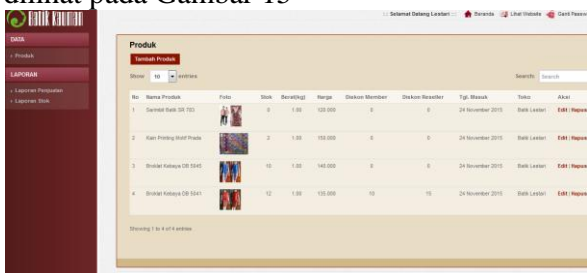 dilihat pada Gambar 15
BATIK RAHMAH
::: Selamat Datang Lestari ::: Beranda Lihat Website Ganti Passw
DATA
› Produk
LAPORAN
› Laporan Penjualan
› Laporan Stok
Produk
Tambah Produk
Show 10 entries Search: Search
No Nama Produk Foto Stok Berat(kg) Harga Diskon Member Diskon Reseller Tgl. Masuk Toko Aksi
1 Sarimbit Batik SR 703 1.00 120.000 0 0 24 November 2015 Batik Lestari Edit | Hapus
2 Kain Printing Motif Prada 2 1.00 150.000 0 0 24 November 2015 Batik Lestari Edit | Hapus
3 Broklat Kebaya DB 5045 10 1.00 140.000 0 0 24 November 2015 Batik Lestari Edit | Hapus
4 Broklat Kebaya DB 5041 12 1.00 135.000 10 15 24 November 2015 Batik Lestari Edit | Hapus
Showing 1 to 4 of 4 entries